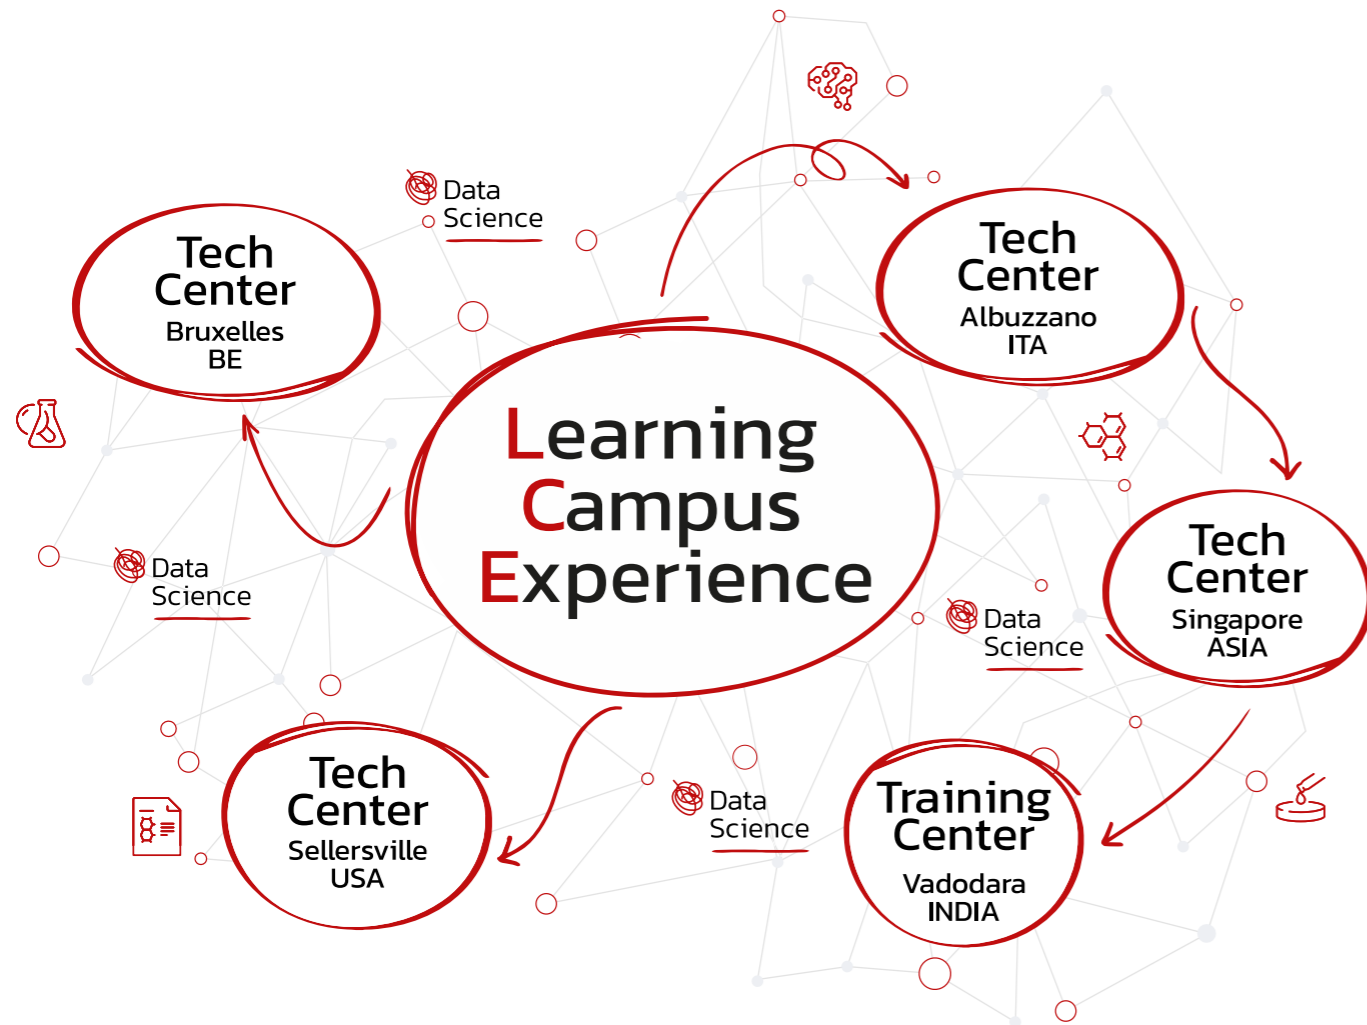 Data
Science
Tech
Center
Bruxelles
BE
Tech
Center
Albuzzano
ITA
Learning
Campus
Experience
Data
Science
Data
Science
Tech
Center
Singapore
ASIA
Tech
Center
Sellersville
USA
Data
Science
Training
Center
Vadodara
INDIA